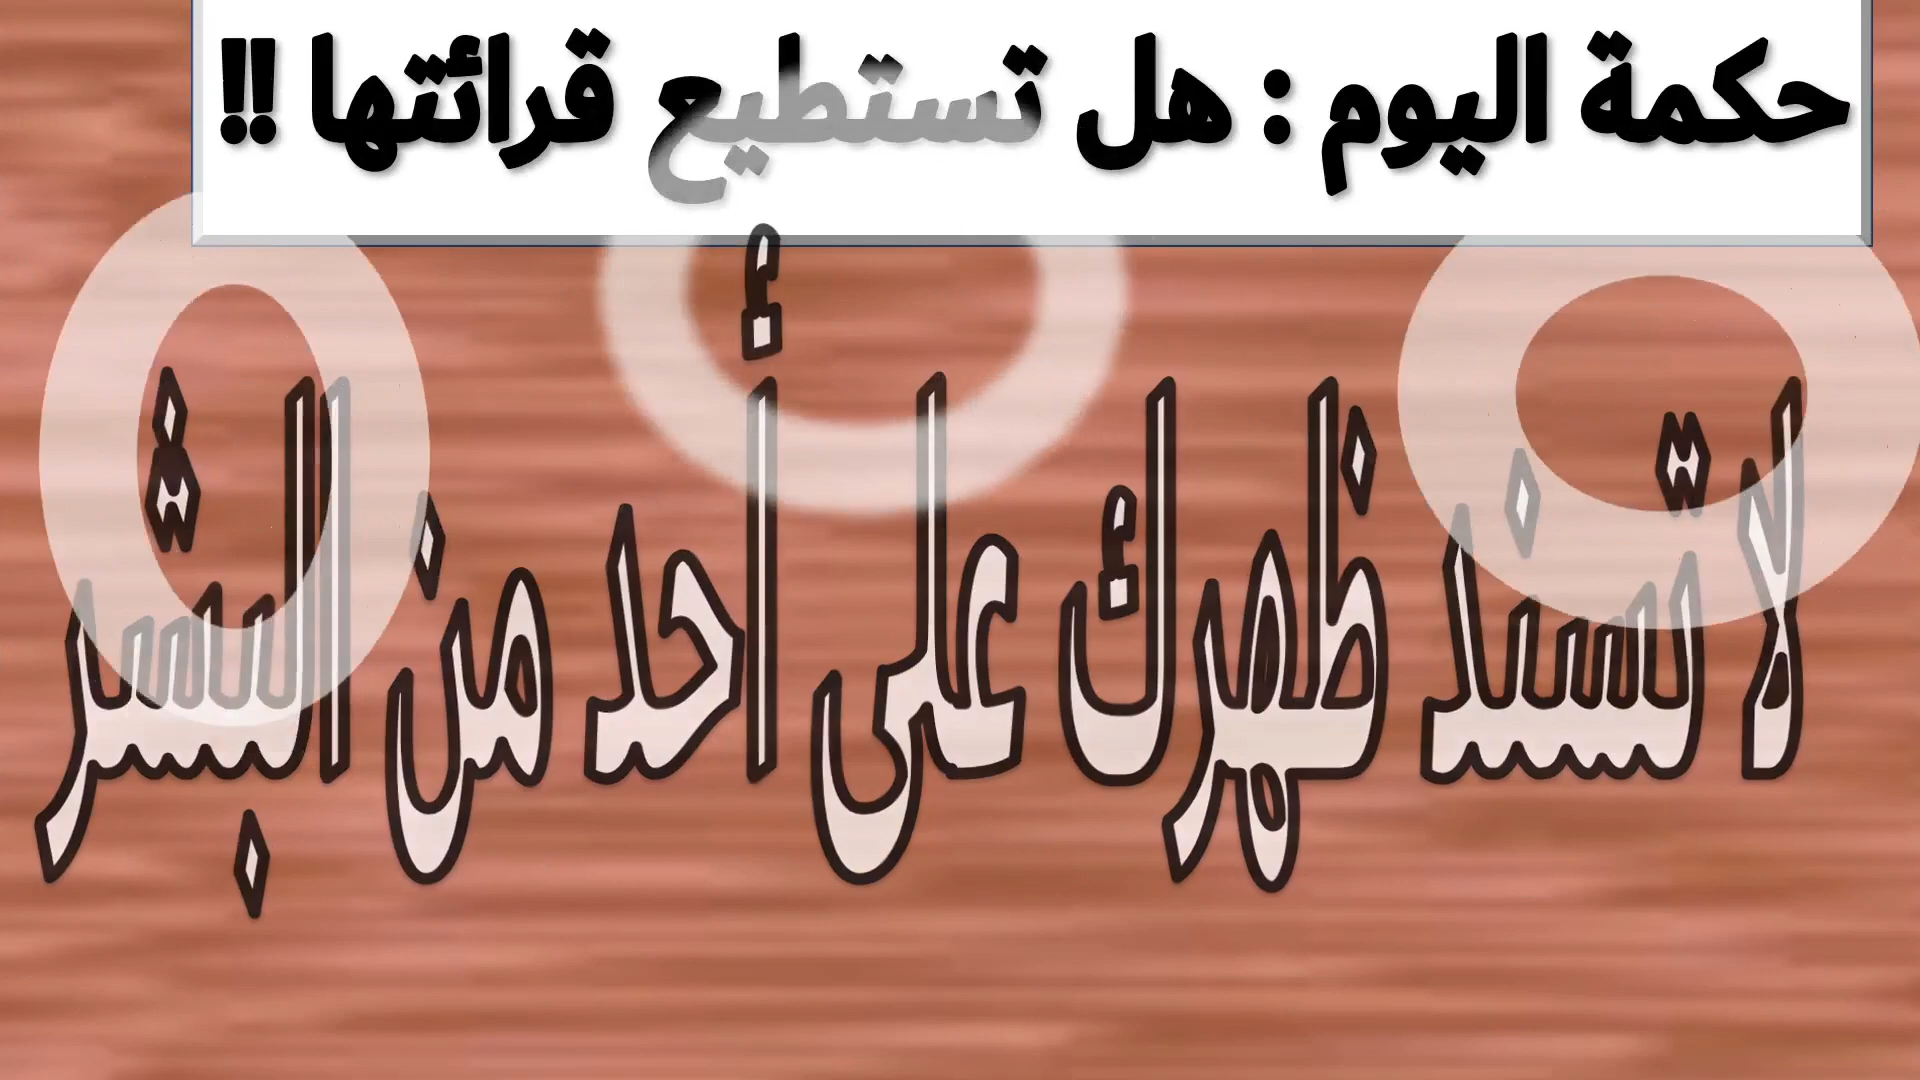 حكمة اليوم : هل تستطيع قرائتها !!
لا تسند ظهرك على أحد من البشر